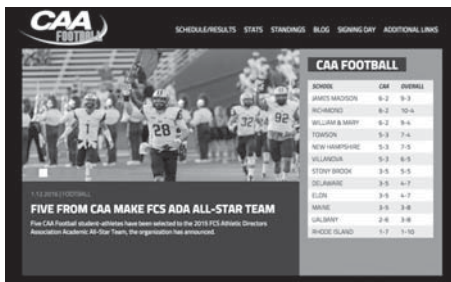 CAA
FOOTBALL
SCHEDULE/RESULTS STATS STANDINGS BLOG SIGNING DAY ADDITIONAL LINKS
CAA FOOTBALL
SCHOOL CAA OVERALL
JAMES MADISON 6-2 9-3
RICHMOND 6-2 10-4
WILLIAM & MARY 6-2 9-4
TOWSON 5-3 7-4
NEW HAMPSHIRE 5-3 7-5
VILLANOVA 5-3 6-5
STONY BROOK 3-5 5-5
DELAWARE 3-5 4-7
ELON 3-5 4-7
MAINE 3-5 3-8
UALBANY 2-6 3-8
RHODE ISLAND 1-7 1-10
1
28
32
92
1.12.2016 | FOOTBALL
FIVE FROM CAA MAKE FCS ADA ALL-STAR TEAM
Five CAA Football student-athletes have been selected to the 2015 FCS Athletic Directors
Association Academic All-Star Team, the organization has announced.